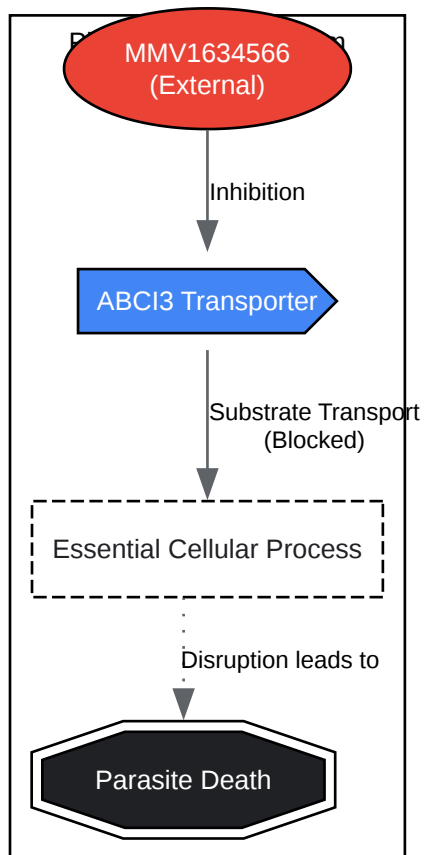 MMV1634566
(External)
Inhibition
ABCI3 Transporter
Substrate Transport
(Blocked)
Essential Cellular Process
Disruption leads to
Parasite Death